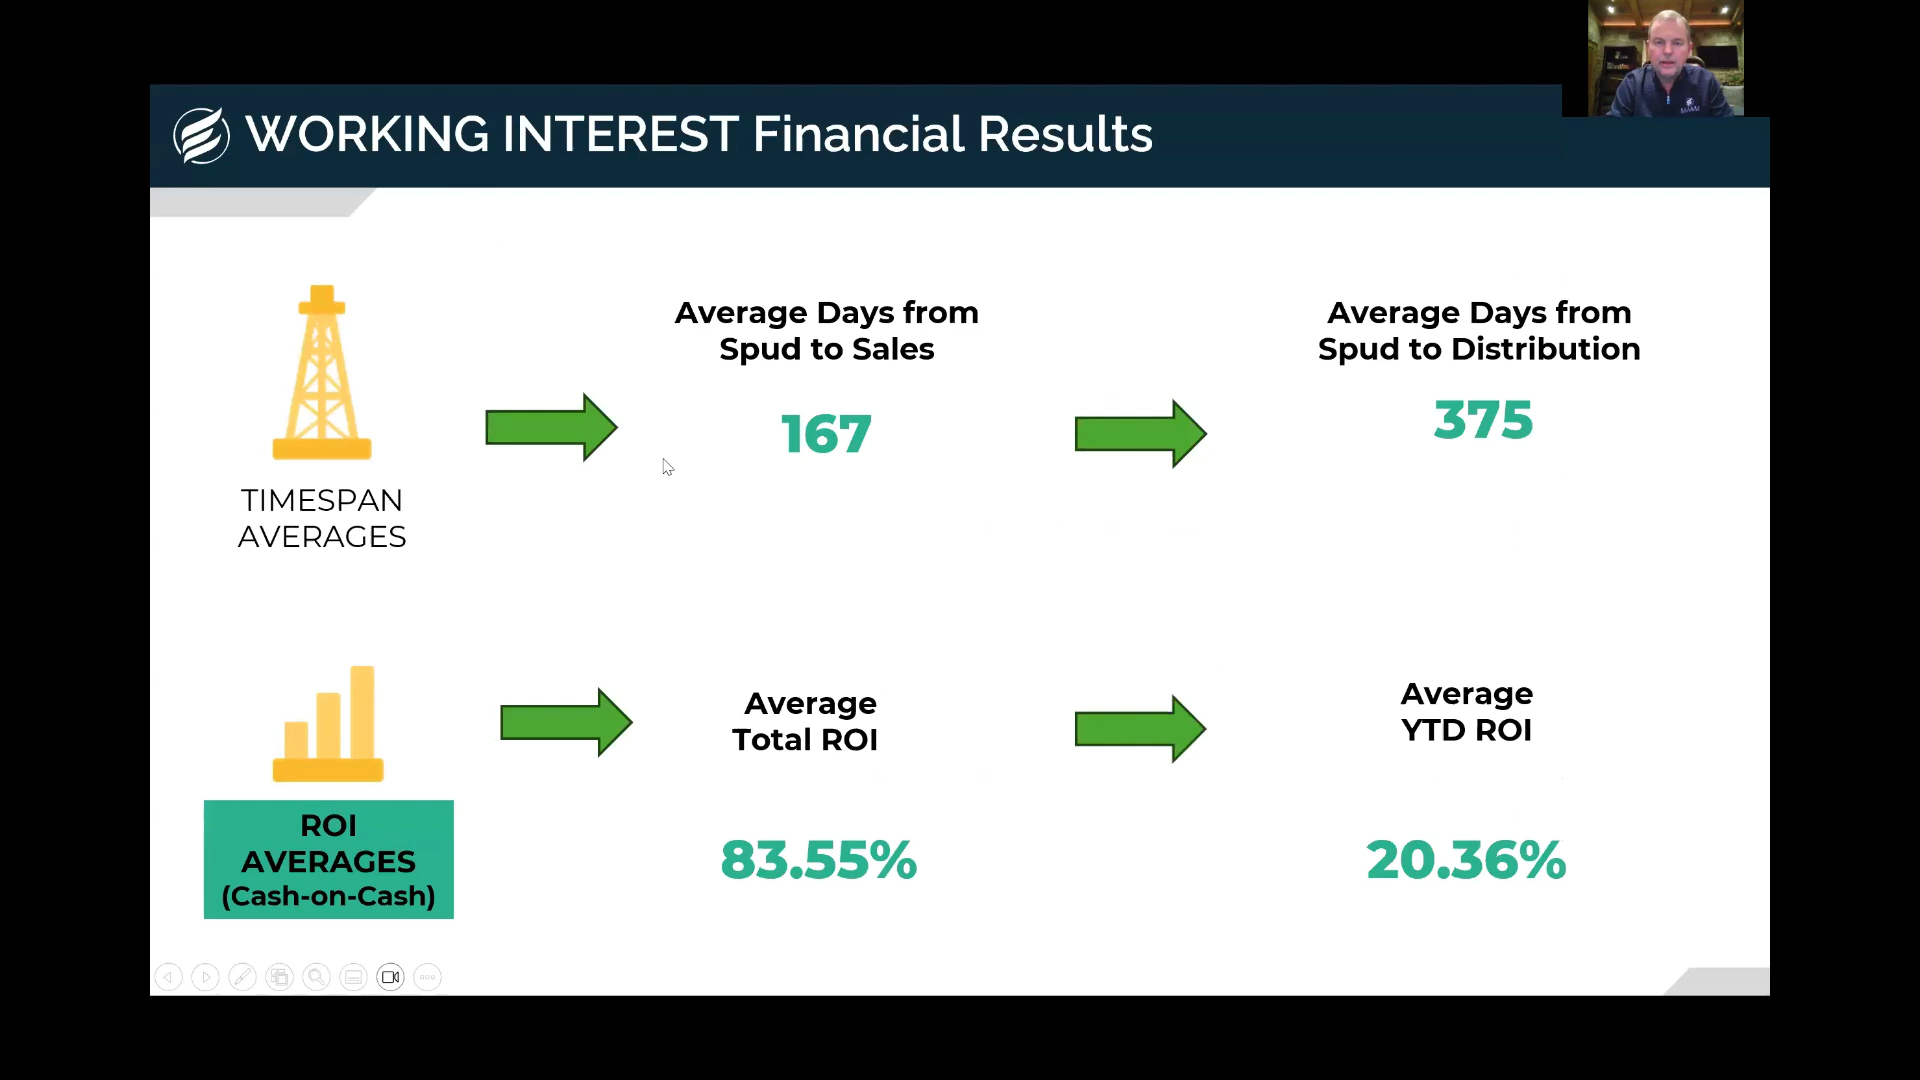 WORKING INTEREST Financial Results
Average Days from
Spud to Sales
167
Average Days from
Spud to Distribution
375
TIMESPAN
AVERAGES
Average
Total ROI
83.55%
Average
YTD ROI
20.36%
ROI
AVERAGES
(Cash-on-Cash)